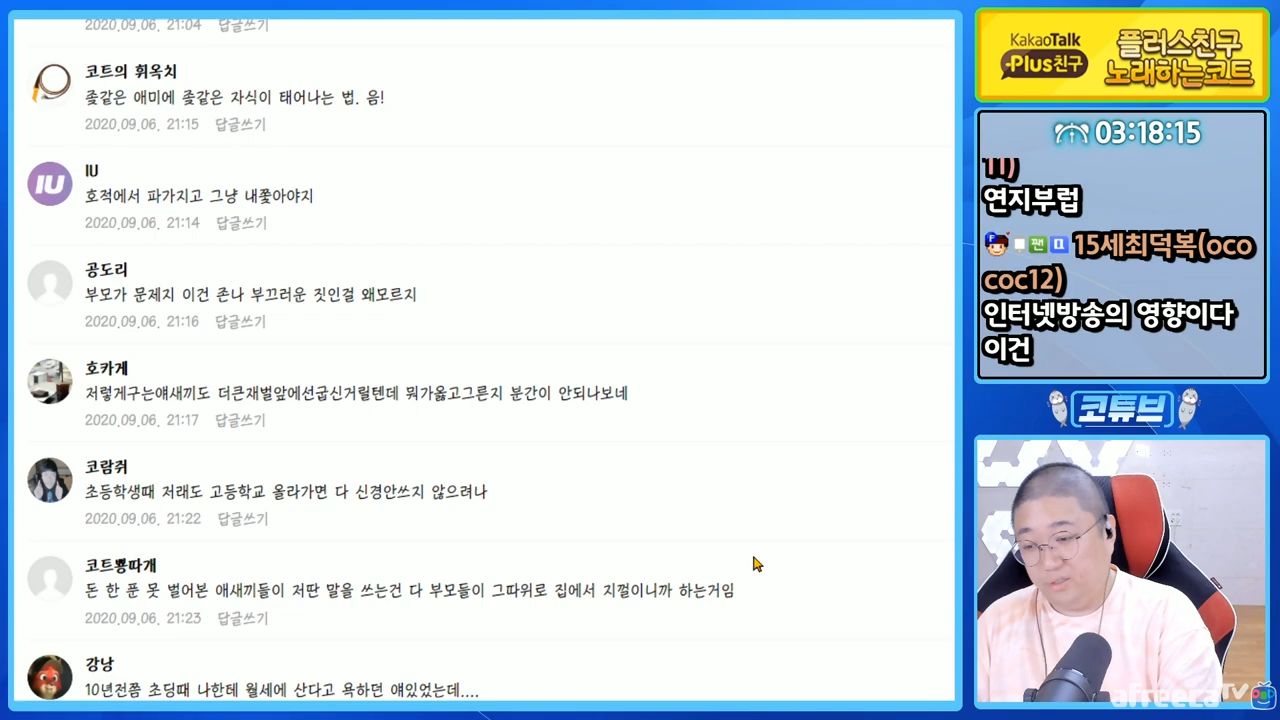 2020.09.06. 21:04 답글쓰기
코트의 휘옥치
좆같은 애미에 좆같은 자식이 태어나는 법. 음!
2020.09.06. 21:15 답글쓰기
IU
IU
호적에서 파가지고 그냥 내쫓아야지
2020.09.06. 21:14 답글쓰기
공도리
부모가 문제지 이건 존나 부끄러운 짓인걸 왜모르지
2020.09.06. 21:16 답글쓰기
호카게
저렇게구는얘새끼도 더큰재벌앞에선굽신거릴텐데 뭐가옳고그른지 분간이 안되나보네
2020.09.06. 21:17 답글쓰기
코람쥐
초등학생때 저래도 고등학교 올라가면 다 신경안쓰지 않으려나
2020.09.06. 21:22 답글쓰기
코트뿅따개
돈 한 푼 못 벌어본 애새끼들이 저딴 말을 쓰는건 다 부모들이 그따위로 집에서 지껄이니까 하는거임
2020.09.06. 21:23 답글쓰기
강낭
10년전쯤 초딩때 나한테 월세에 산다고 욕하던 얘있었는데....
KakaoTalk
Plus친구
플러스친구
노래하는코트
03:18:15
11)
연지부럽
팬 15세최덕복(oco
coc12)
인터넷방송의 영향이다
이건
코튜브
afreecaTV